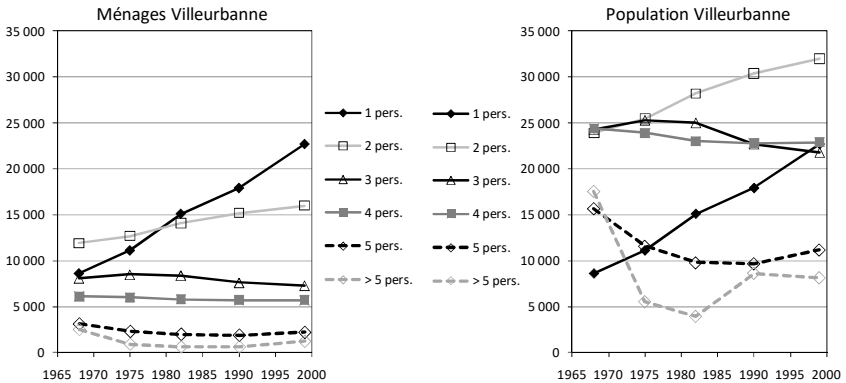 Ménages Villeurbanne
35 000
30 000
25 000
20 000
15 000
10 000
5 000
0
1965 1970 1975 1980 1985 1990 1995 2000
1 pers.
2 pers.
3 pers.
4 pers.
5 pers.
> 5 pers.
Population Villeurbanne
35 000
30 000
25 000
20 000
15 000
10 000
5 000
0
1965 1970 1975 1980 1985 1990 1995 2000
1 pers.
2 pers.
3 pers.
4 pers.
5 pers.
> 5 pers.